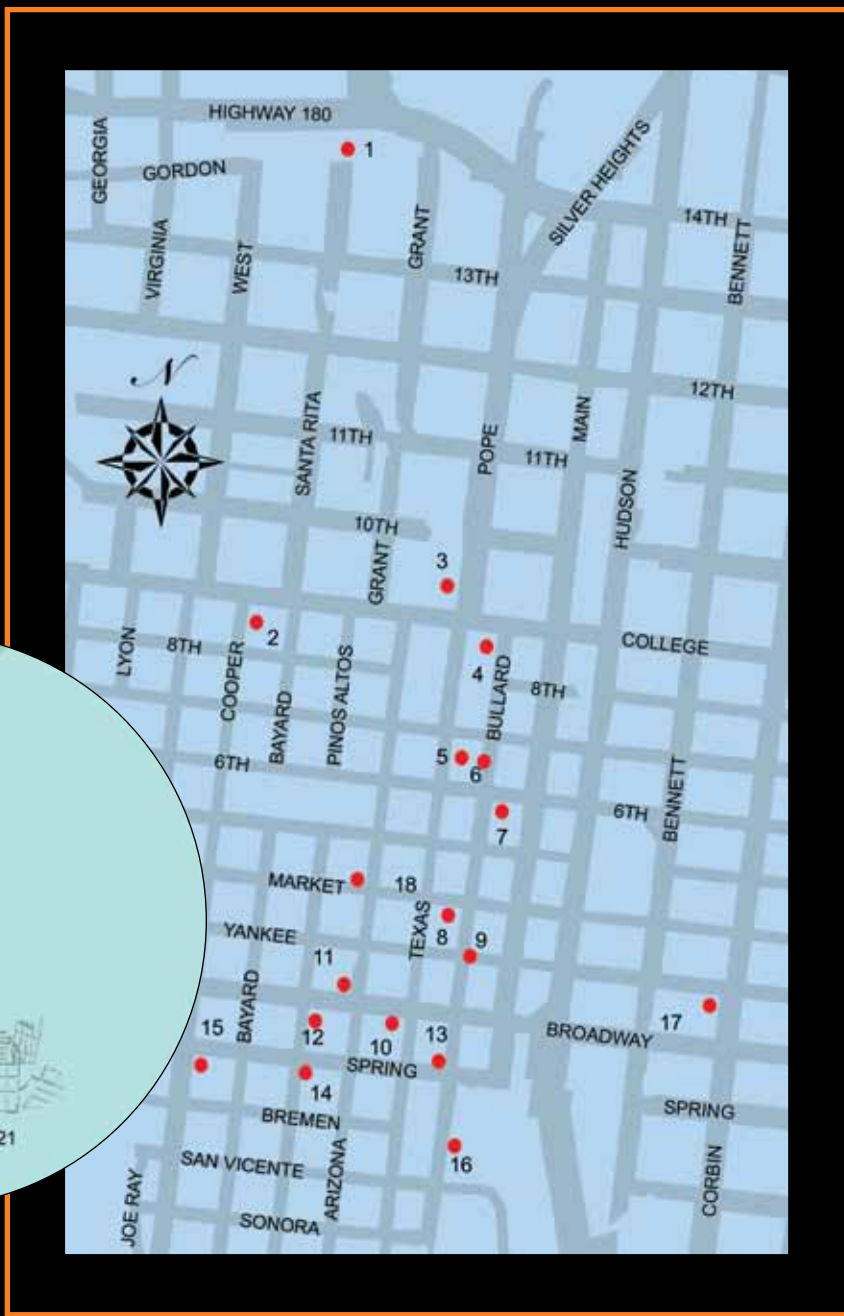 HIGHWAY 180
1
GEORGIA
GORDON
SILVER HEIGHTS
VIRGINIA
WEST
GRANT
14TH
BENNETT
13TH
N
12TH
SANTA RITA
11TH
POPE
MAIN
11TH
HUDSON
10TH
GRANT
3
2
LYON
8TH
COOPER
BAYARD
PINOS ALTOS
4
BULLARD
COLLEGE
8TH
5
6
6TH
7
6TH
BENNETT
MARKET
18
YANKEE
TEXAS
8
9
11
BAYARD
15
12
10
13
17
BROADWAY
SPRING
14
BREMEN
SPRING
21
16
SAN VICENTE
ARIZONA
CORBIN
JOE RAY
SONORA